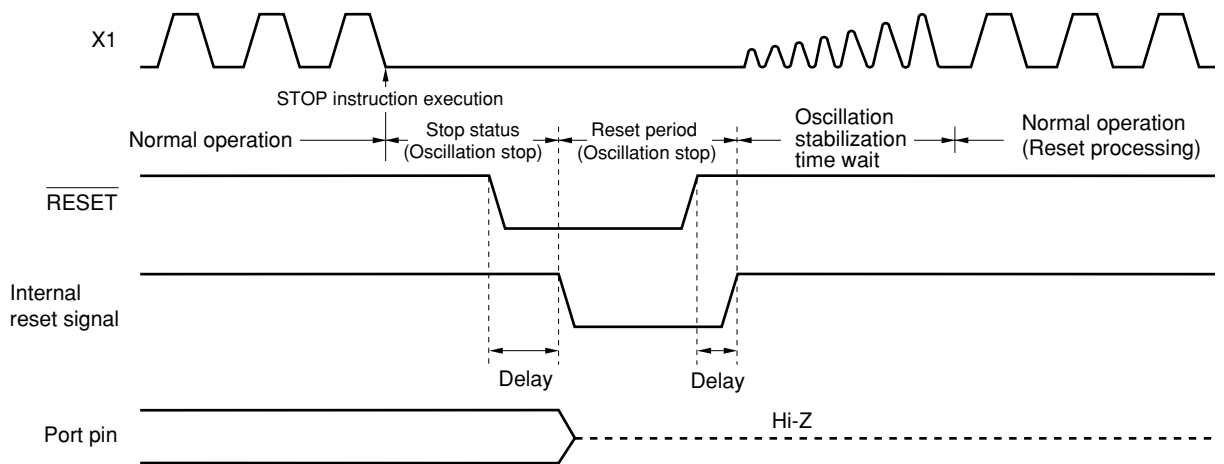 X1
STOP instruction execution
Normal operation
Stop status
(Oscillation stop)
Reset period
(Oscillation stop)
Oscillation
stabilization
time wait
Normal operation
(Reset processing)
RESET
Internal
reset signal
Delay
Delay
Port pin
Hi-Z